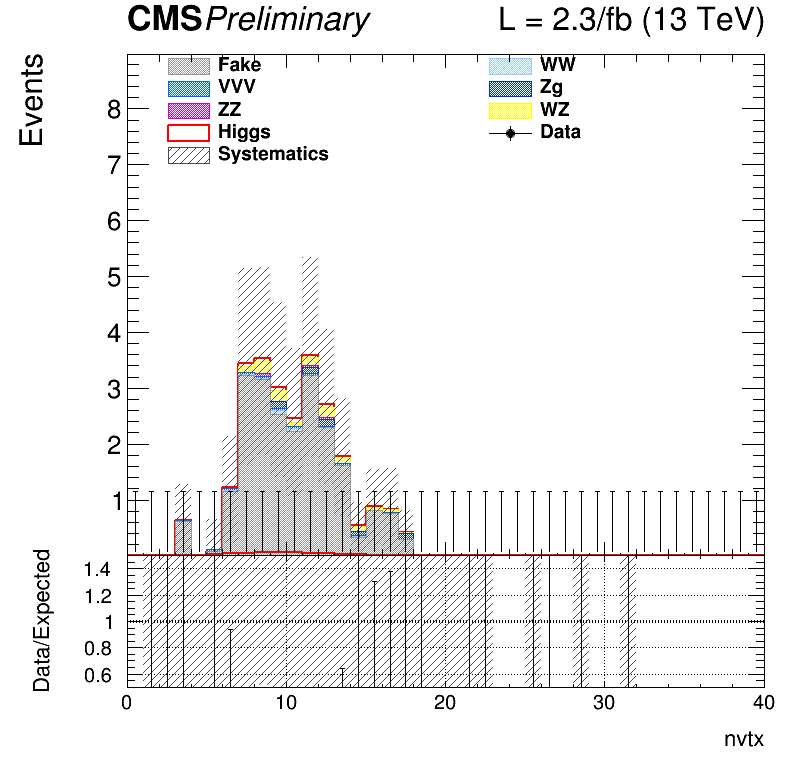 CMS Preliminary L = 2.3/fb (13 TeV)
Events
Fake WW
VVV Zg
ZZ WZ
Higgs Data
Systematics
8
7
6
5
4
3
2
1
Data/Expected
1.4
1.2
1
0.8
0.6
0 10 20 30 40
nvtx